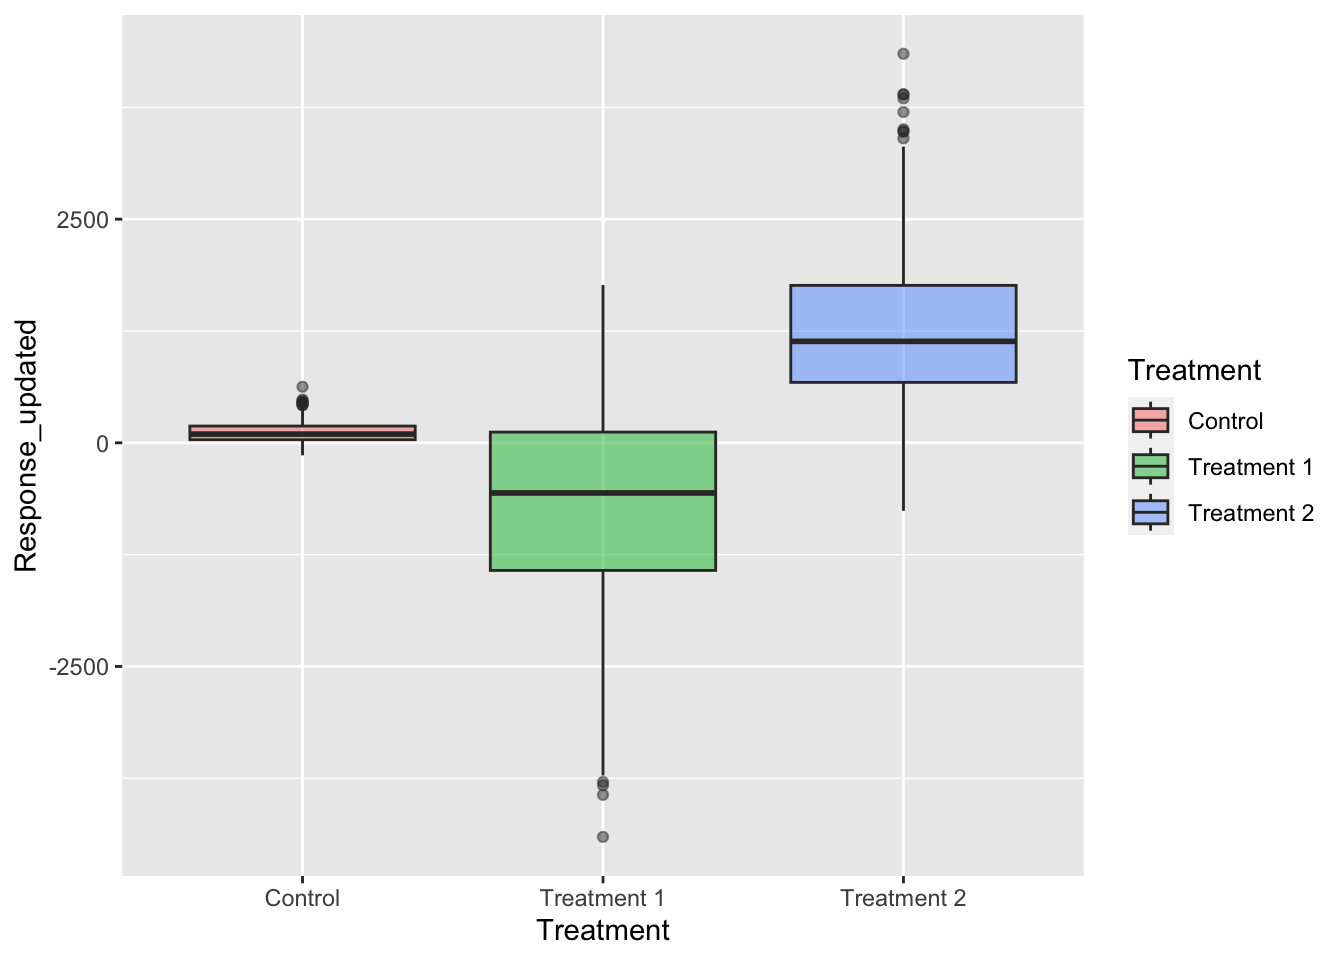 Response_updated
2500
0
-2500
Control
Treatment 1
Treatment 2
Treatment
Treatment
Control
Treatment 1
Treatment 2